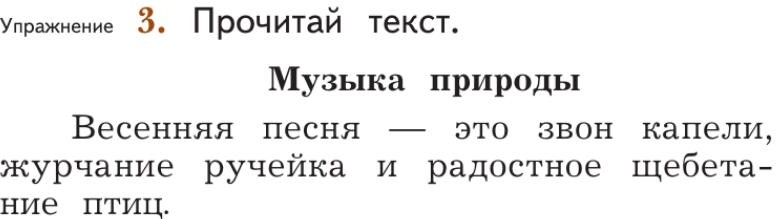 Упражнение 3. Прочитай текст.
Музыка природы
Весенняя песня — это звон капели,
журчание ручейка и радостное щебета-
ние птиц.